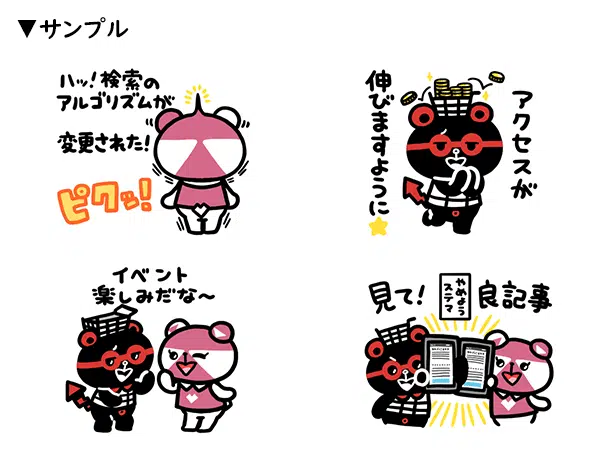 ▼サンプル
ハッ!検索の
アルゴリズムが
変更された!
ピクッ!
アクセスが
伸びますように
イベント
楽しみだな〜
見て!
やめよう
ステマ
良記事